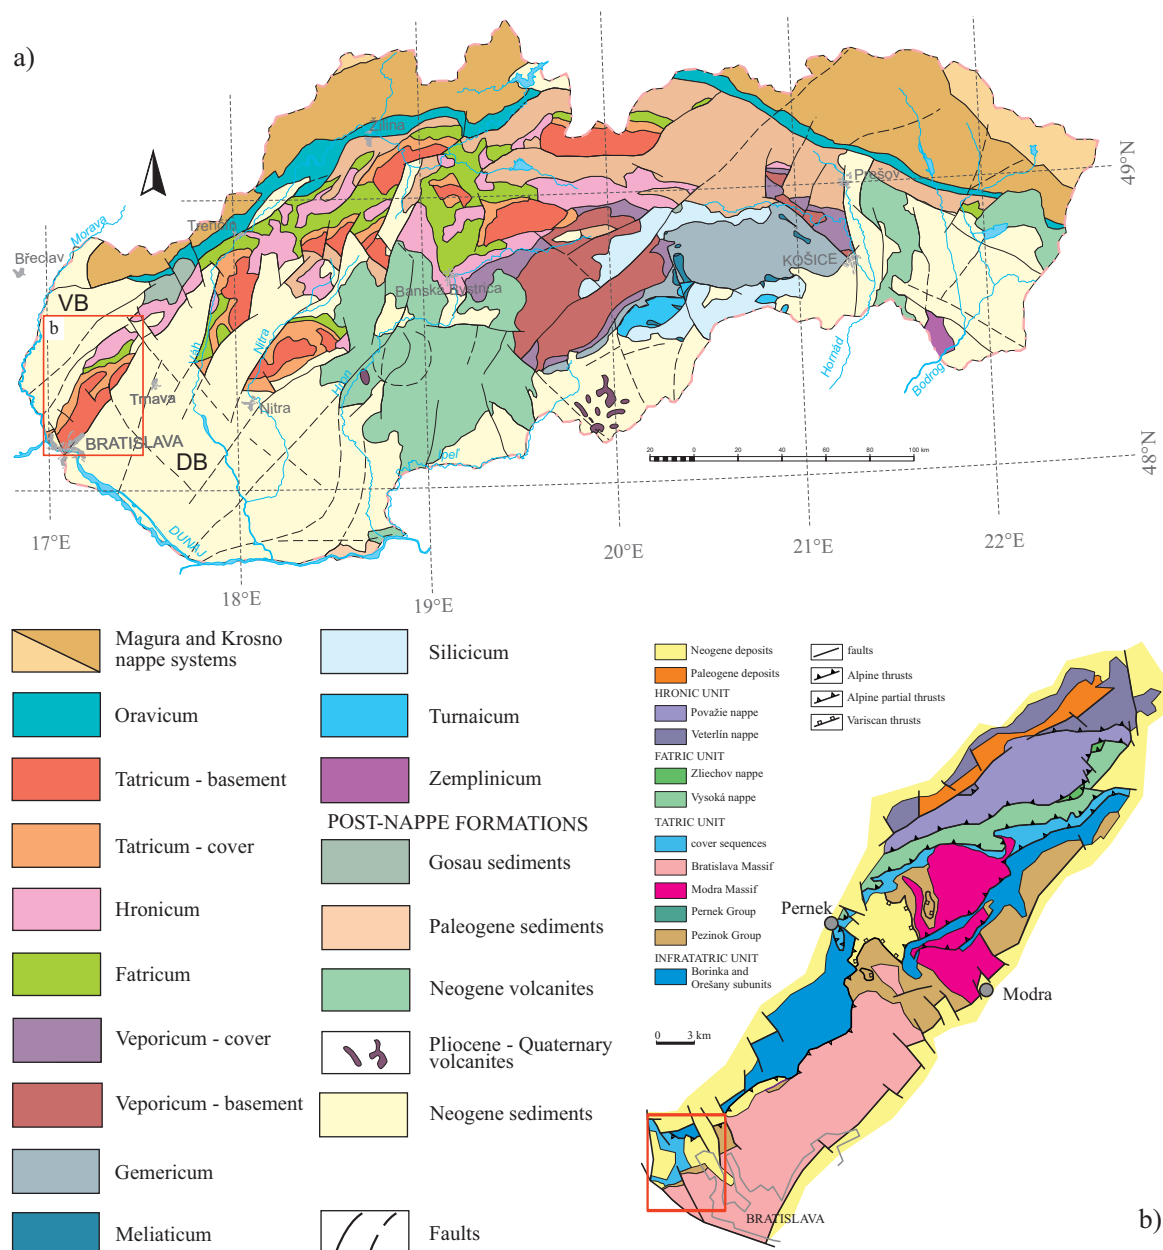 a)
Žilina
49°N
Prešov
Morava
Trenčín
Břeclav
KOŠICE
Banská Bystrica
VB
b
Váh
Nitra
Hron
Hornád
Bodrog
Trnava
Nitra
BRATISLAVA
DB
Ipeľ
48°N
20 0 20 40 60 80 100 km
DUNAJ
17°E
20°E
21°E
22°E
18°E
19°E
Magura and Krosno
nappe systems
Oravicum
Tatricum - basement
Tatricum - cover
Hronicum
Fatricum
Veporicum - cover
Veporicum - basement
Gemericum
Meliaticum
Silicicum
Turnaicum
Zemplinicum
POST-NAPPE FORMATIONS
Gosau sediments
Paleogene sediments
Neogene volcanites
Pliocene - Quaternary
volcanites
Neogene sediments
Faults
Neogene deposits
Paleogene deposits
HRONIC UNIT
Považie nappe
Veterlín nappe
FATRIC UNIT
Zliechov nappe
Vysoká nappe
TATRIC UNIT
cover sequences
Bratislava Massif
Modra Massif
Pernek Group
Pezinok Group
INFRATATRIC UNIT
Borinka and
Orešany subunits
faults
Alpine thrusts
Alpine partial thrusts
Variscan thrusts
0 3 km
Pernek
Modra
BRATISLAVA
b)